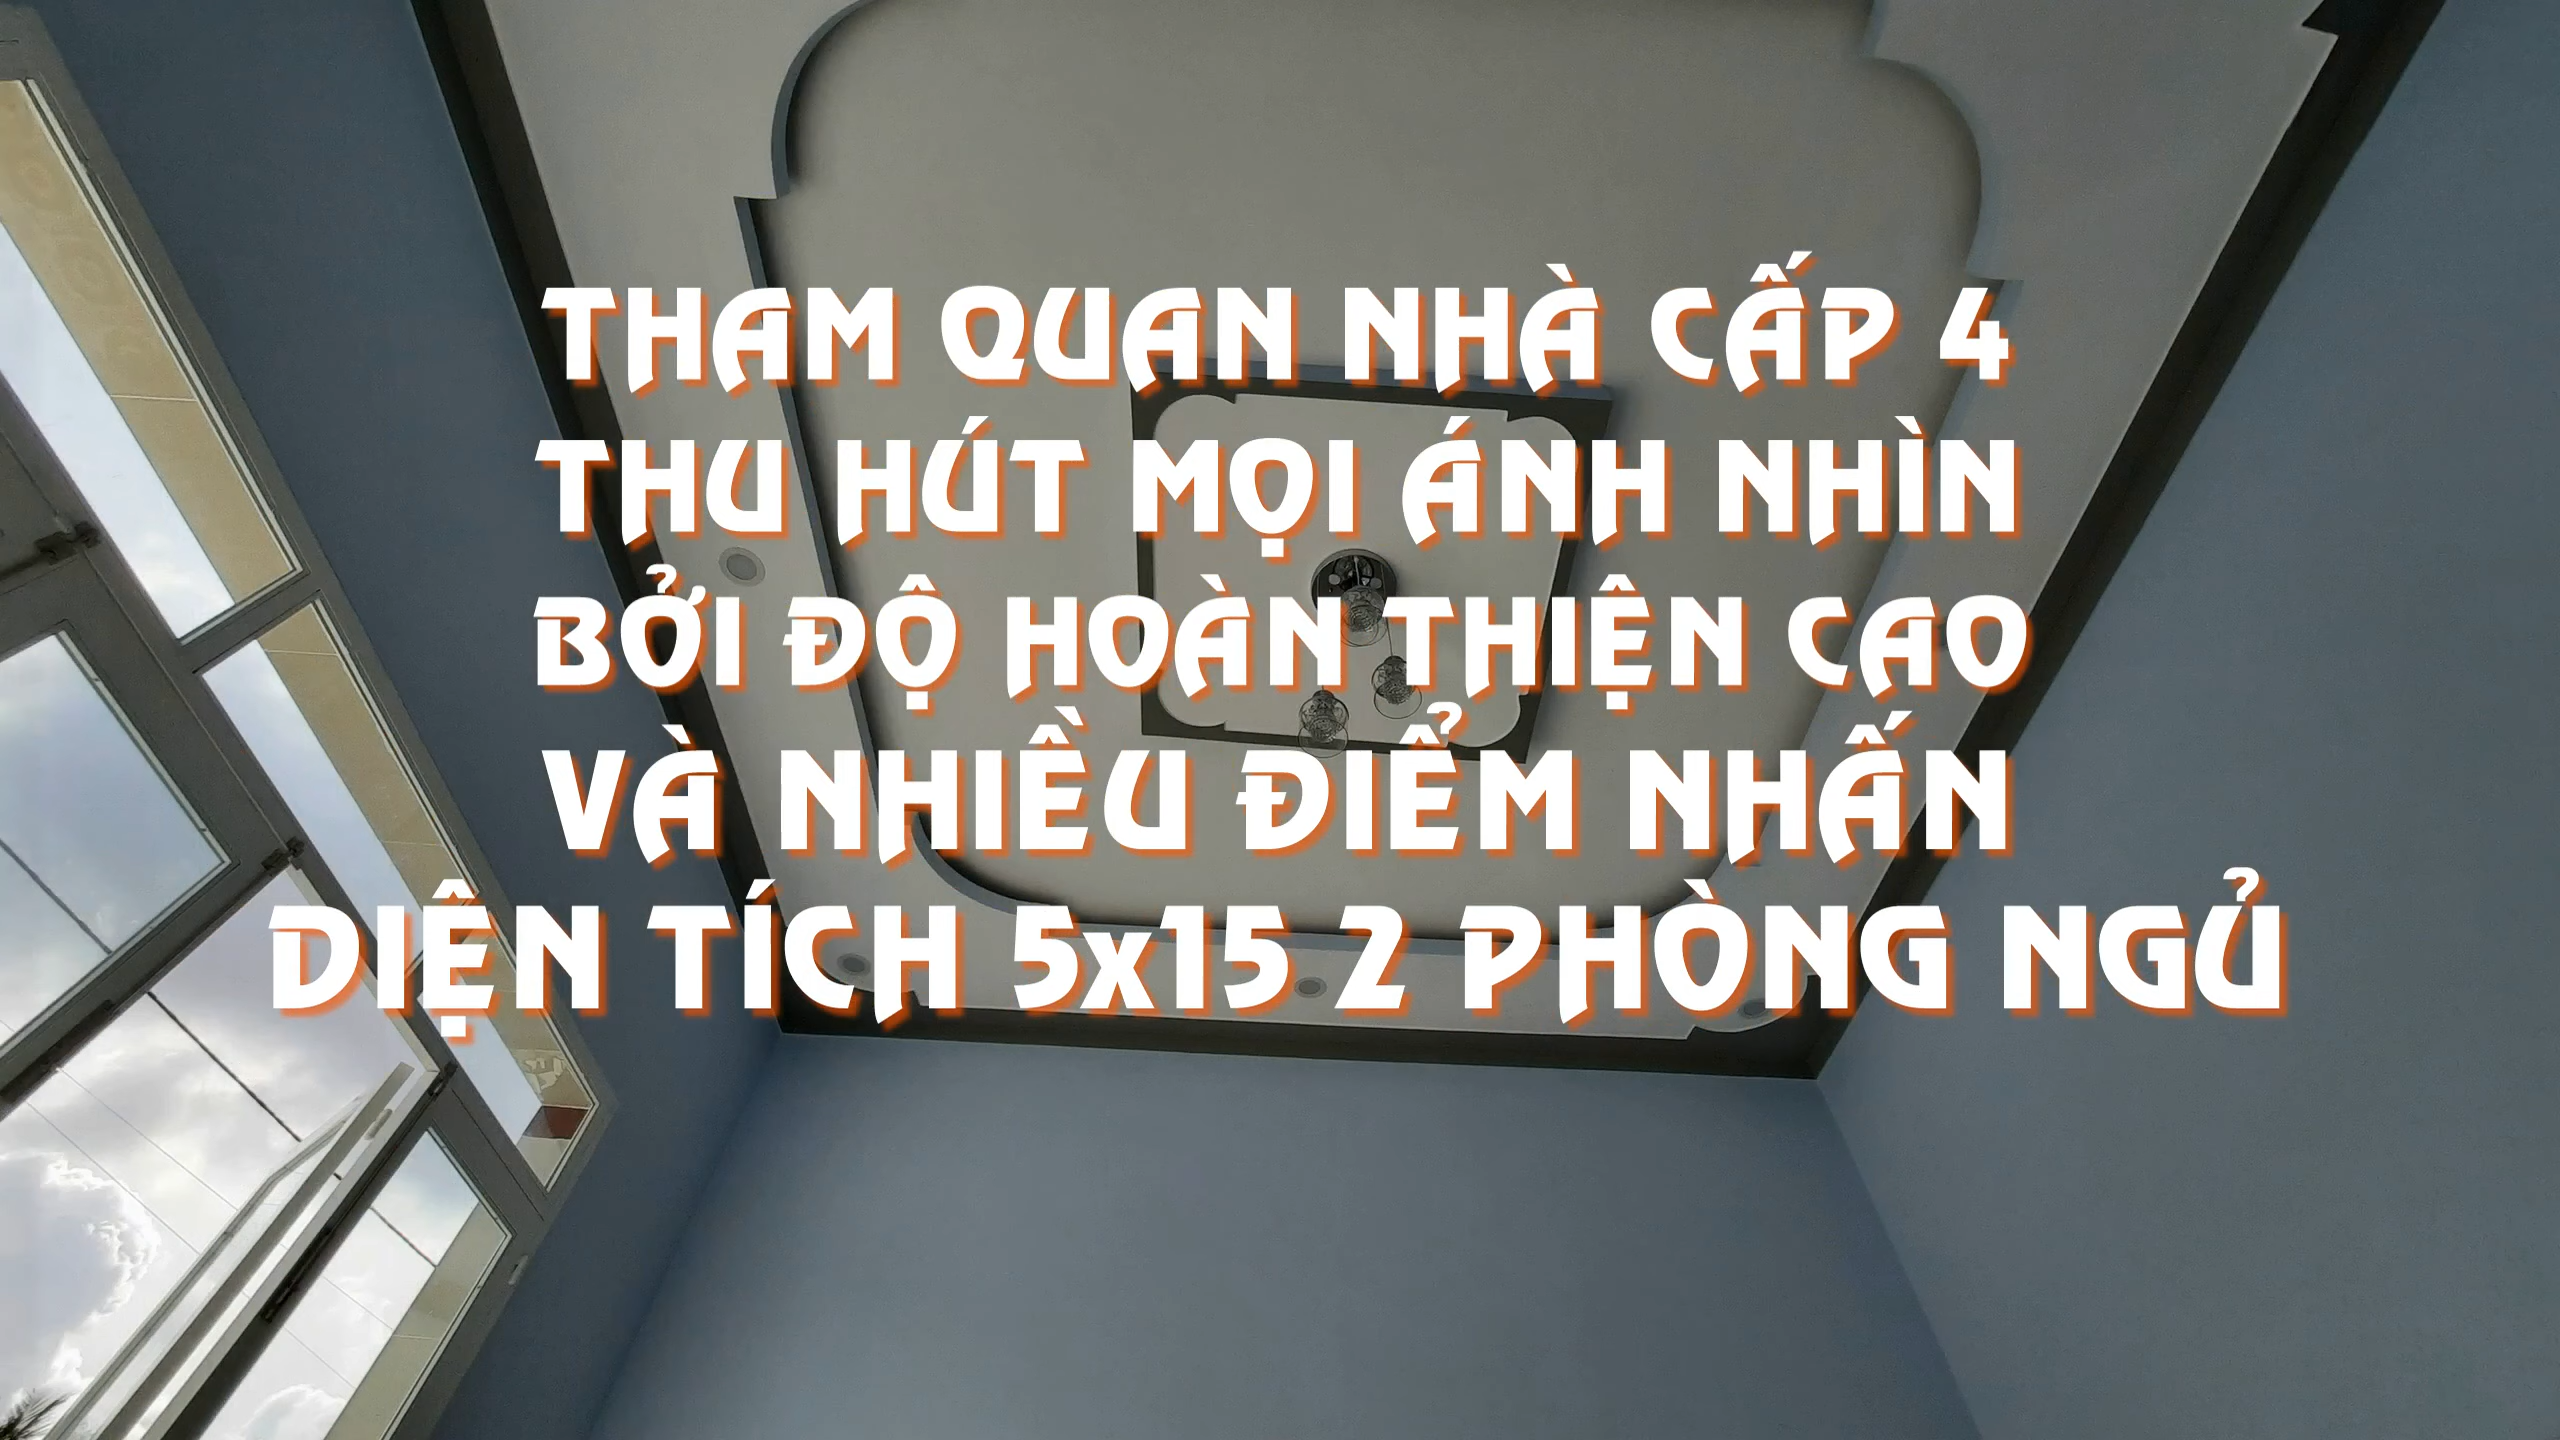 THAM QUAN NHÀ CẤP 4
THU HÚT MỌI ÁNH NHÌN
BỞI ĐỘ HOÀN THIỆN CAO
VÀ NHIỀU ĐIỂM NHẤN
DIỆN TÍCH 5x15 2 PHÒNG NGỦ